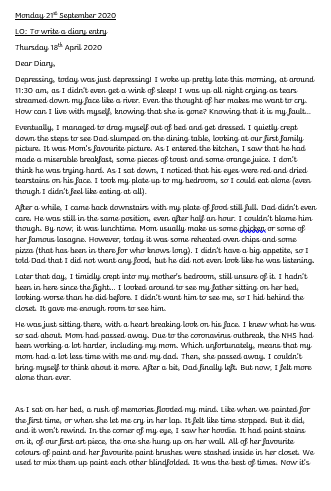 Monday 21st September 2020
LO: To write a diary entry
Thursday 18th April 2020
Dear Diary,
Depressing, today was just depressing! I woke up pretty late this morning, at around
11:30 am, as I didn't even get a wink of sleep! I was up all night crying as tears
streamed down my face like a river. Even the thought of her makes me want to cry.
How can I live with myself, knowing that she is gone? Knowing that it is my fault...
Eventually, I managed to drag myself out of bed and get dressed. I quietly crept
down the steps to see Dad slumped on the dining table, looking at our first family
picture. It was Mom's favourite picture. As I entered the kitchen, I saw that he had
made a miserable breakfast, some pieces of toast and some orange juice. I don't
think he was trying hard. As I sat down, I noticed that his eyes were red and dried
tearstains on his face. I took my plate up to my bedroom, so I could eat alone (even
though I didn't feel like eating at all).
After a while, I came back downstairs with my plate of food still full. Dad didn't even
care. He was still in the same position, even after half an hour. I couldn't blame him
though. By now, it was lunchtime. Mom usually make us some chicken or some of
her famous lasagne. However, today it was some reheated oven chips and some
pizza (that has been in there for who knows long). I didn't have a big appetite, so I
told Dad that I did not want any food, but he did not even look like he was listening.
Later that day, I timidly crept into my mother's bedroom, still unsure of it. I hadn't
been in here since the fight... I looked around to see my father sitting on her bed,
looking worse than he did before. I didn't want him to see me, so I hid behind the
closet. It gave me enough room to see him.
He was just sitting there, with a heart breaking look on his face. I knew what he was
so sad about. Mom had passed away. Due to the coronavirus outbreak, the NHS had
been working a lot harder, including my mom. Which unfortunately, means that my
mom had a lot less time with me and my dad. Then, she passed away. I couldn't
bring myself to think about it more. After a bit, Dad finally left. But now, I felt more
alone than ever.
As I sat on her bed, a rush of memories flooded my mind. Like when we painted for
the first time, or when she let me cry in her lap. It felt like time stopped. But it did,
and it won't rewind. In the corner of my eye, I saw her hoodie. It had paint stains
on it, of our first art piece, the one she hung up on her wall. All of her favourite
colours of paint and her favourite paint brushes were stashed inside in her closet. We
used to mix them up paint each other blindfolded. It was the best of times. Now it's